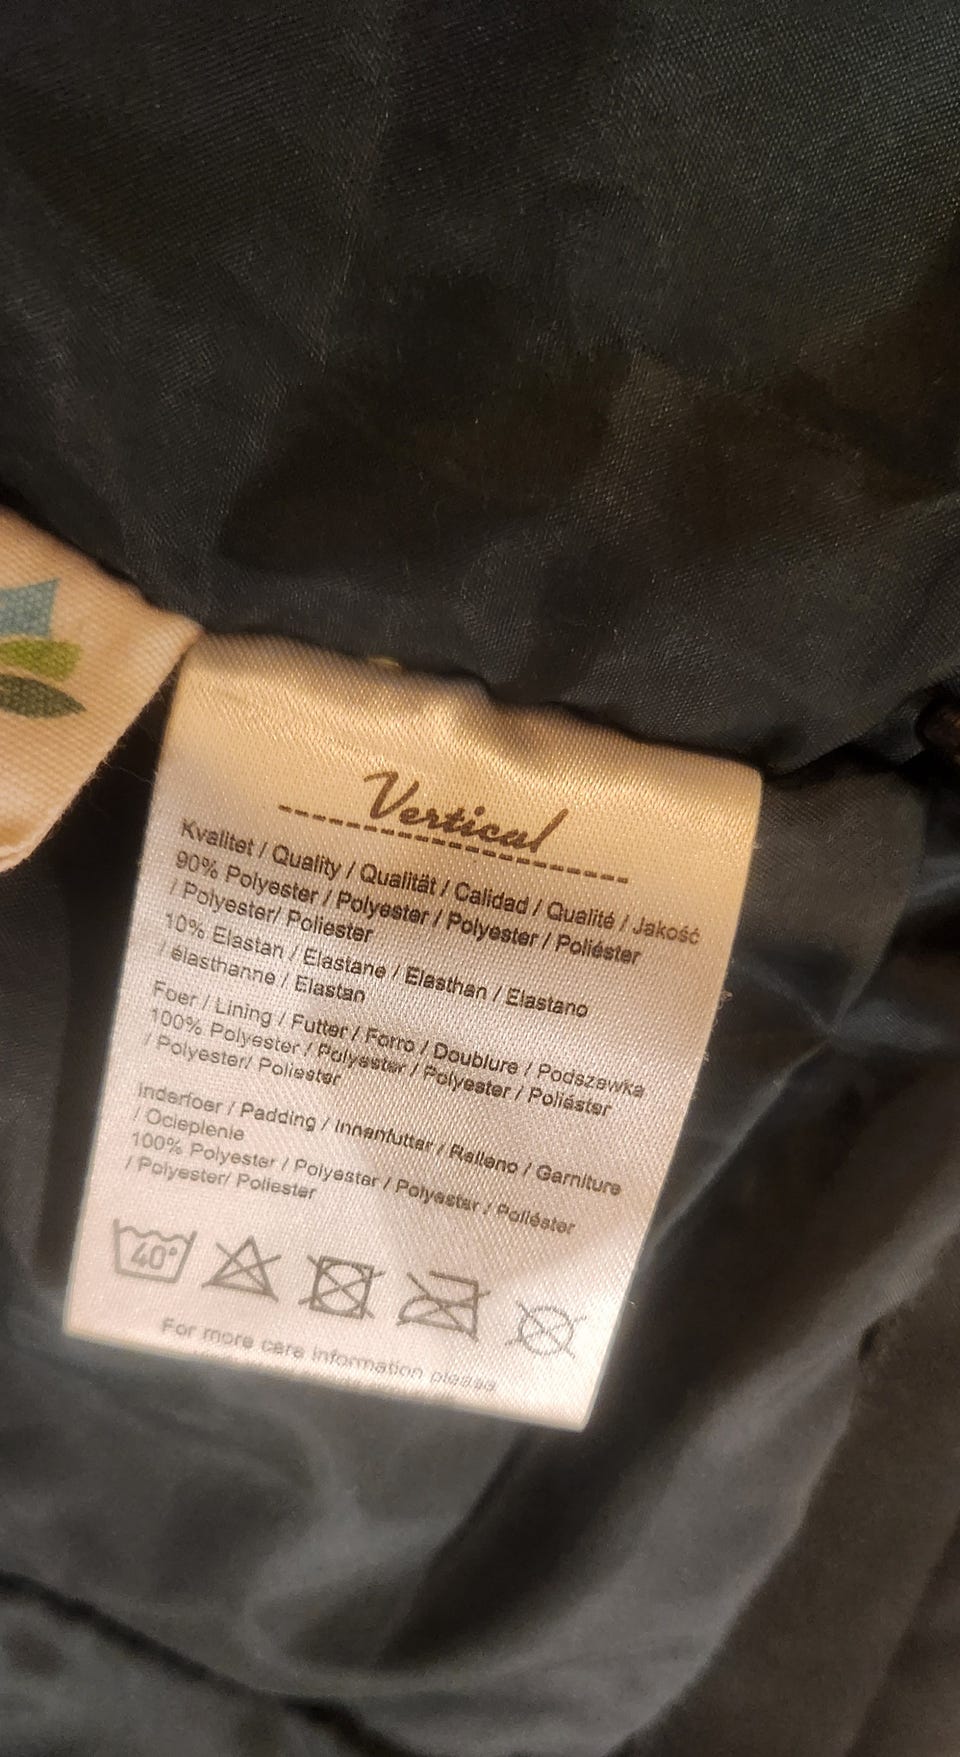 Vertical
Kvalitet / Quality / Qualität / Calidad / Qualité / Jakość
90% Polyester / Polyester / Polyester / Poliéster
/ Polyester/ Poliester
10% Elastan / Elastane / Elasthan / Elastano
/ élasthanne / Elastan
Foer / Lining / Futter / Forro / Doublure / Podszewka
100% Polyester / Polyester / Polyester / Poliéster
/ Polyester/ Poliester
Inderfoer / Padding / Innenfutter / Relleno / Garniture
/ Ocieplenie
100% Polyester / Polyester / Polyester / Poliéster
/ Polyester/ Poliester
40°
For more care information please